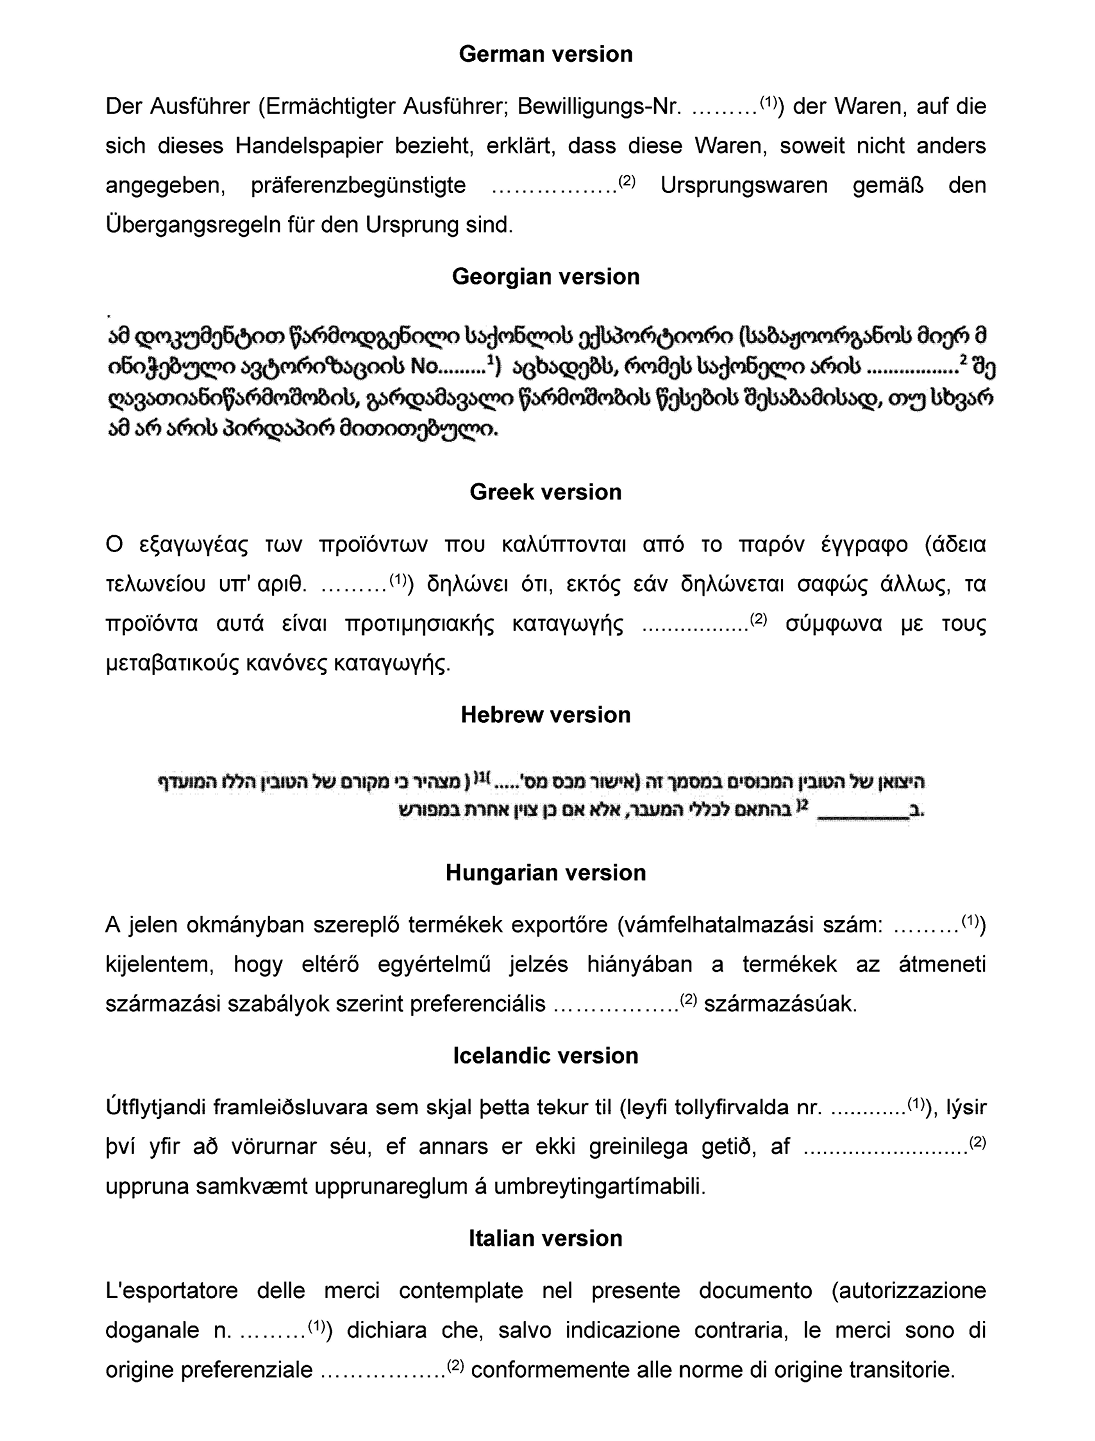 German version
Der Ausführer (Ermächtigter Ausführer; Bewilligungs-Nr. ………(1)) der Waren, auf die
sich dieses Handelspapier bezieht, erklärt, dass diese Waren, soweit nicht anders
angegeben, präferenzbegünstigte ……………..(2) Ursprungswaren gemäß den
Übergangsregeln für den Ursprung sind.
Georgian version
.
ამ დოკუმენტით წარმოდგენილი საქონლის ექსპორტიორი (საბაჟოორგანოს მიერ მ
ინიჭებული ავტორიზაციის No.........1) აცხადებს, რომეს საქონელი არის .................2 შე
ღავათიანიწარმოშობის, გარდამავალი წარმოშობის წესების შესაბამისად, თუ სხვარ
ამ არ არის პირდაპირ მითითებული.
Greek version
Ο εξαγωγέας των προϊόντων που καλύπτονται από το παρόν έγγραφο (άδεια
τελωνείου υπ' αριθ. ………(1)) δηλώνει ότι, εκτός εάν δηλώνεται σαφώς άλλως, τα
προϊόντα αυτά είναι προτιμησιακής καταγωγής .................(2) σύμφωνα με τους
μεταβατικούς κανόνες καταγωγής.
Hebrew version
היצואן של הטובין המכוסים במסמך זה (אישור מכס מס'..... )1( ) מצהיר כי מקורם של הטובין הללו המועדף
ב__________ 2( בהתאם לכללי המעבר, אלא אם כן צוין אחרת במפורש.
Hungarian version
A jelen okmányban szereplő termékek exportőre (vámfelhatalmazási szám: ………(1))
kijelentem, hogy eltérő egyértelmű jelzés hiányában a termékek az átmeneti
származási szabályok szerint preferenciális ……………..(2) származásúak.
Icelandic version
Útflytjandi framleiðsluvara sem skjal þetta tekur til (leyfi tollyfirvalda nr. ............(1)), lýsir
því yfir að vörurnar séu, ef annars er ekki greinilega getið, af ..........................(2)
uppruna samkvæmt upprunareglum á umbreytingartímabili.
Italian version
L'esportatore delle merci contemplate nel presente documento (autorizzazione
doganale n. ………(1)) dichiara che, salvo indicazione contraria, le merci sono di
origine preferenziale ……………..(2) conformemente alle norme di origine transitorie.